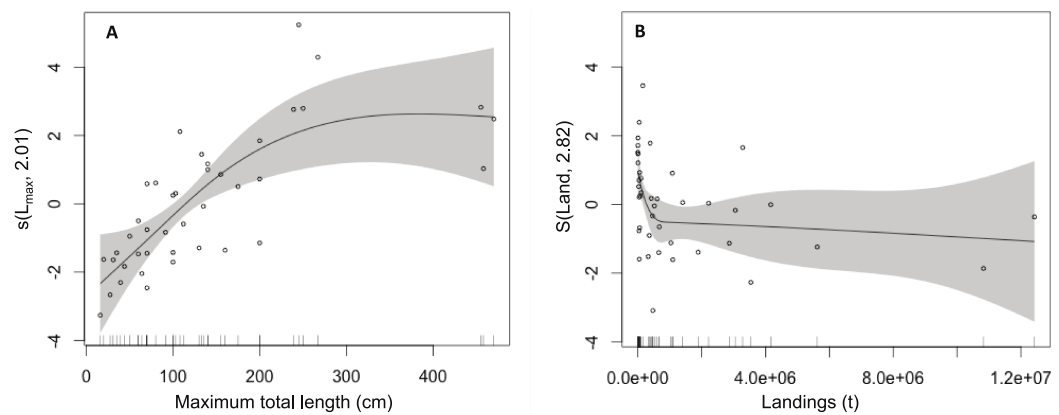 A
B
s(Lmax, 2.01)
4
2
0
-2
-4
0
100
200
300
400
Maximum total length (cm)
S(Land, 2.82)
4
2
0
-2
-4
0.0e+00
4.0e+06
8.0e+06
1.2e+07
Landings (t)